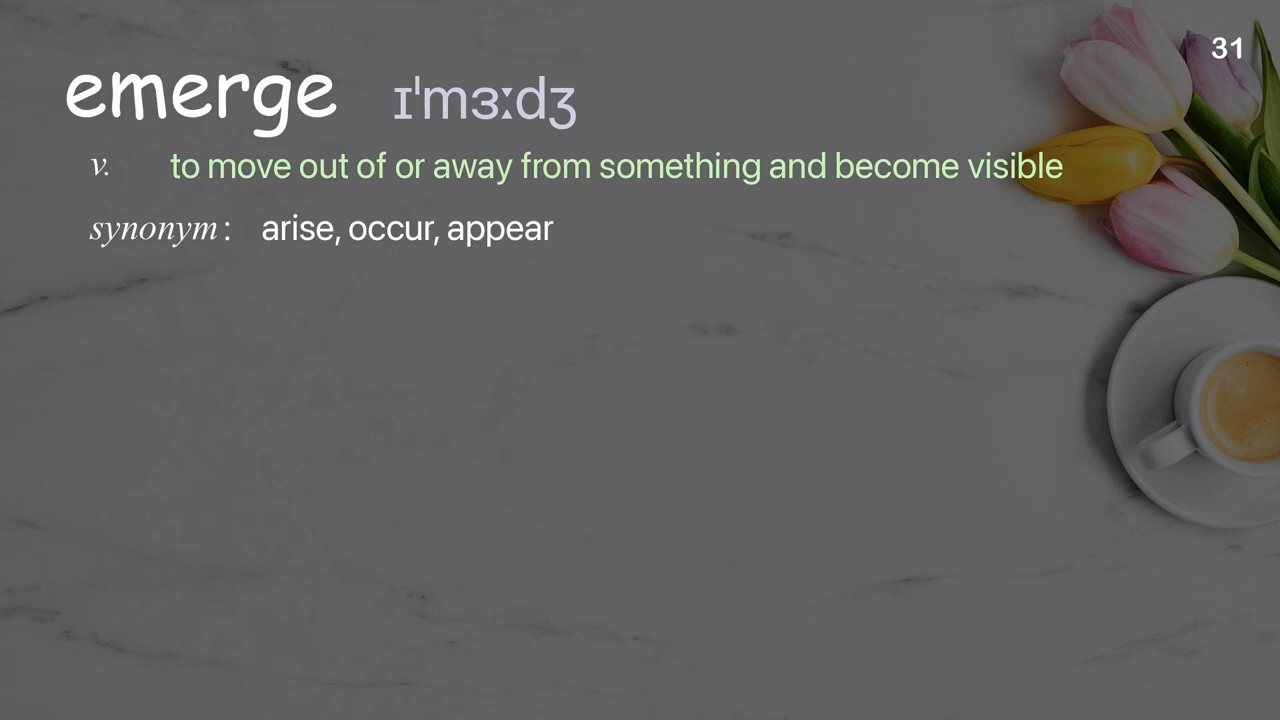 31
emerge ɪˈmɜːdʒ
v. to move out of or away from something and become visible
synonym: arise, occur, appear